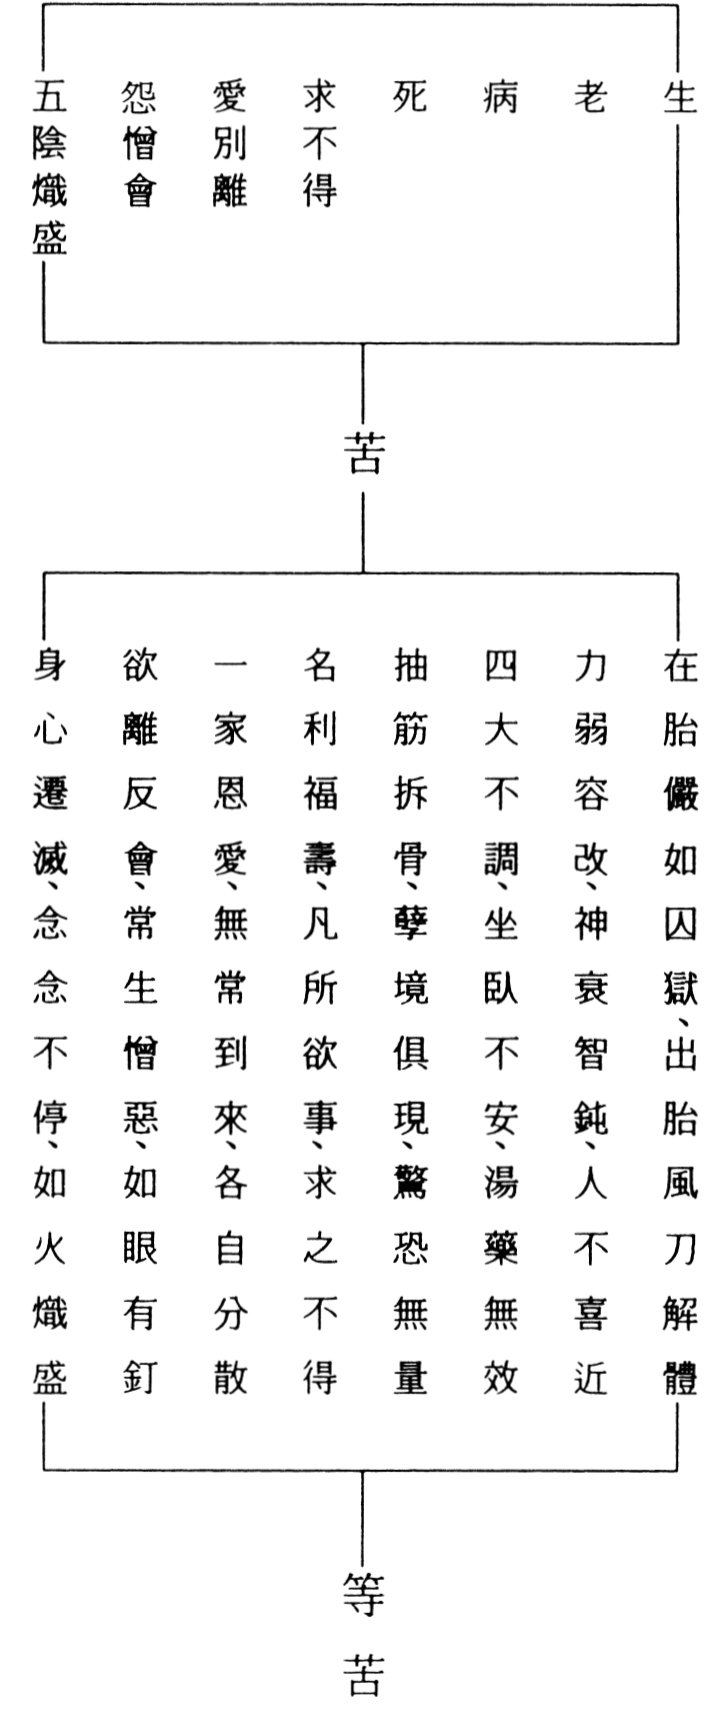 生
老
病
死
求不得
愛別離
怨憎會
五陰熾盛
苦
在胎儼如囚獄、出胎風刀解體
力弱容改、神衰智鈍、人不喜近
四大不調、坐臥不安、湯藥無效
抽筋拆骨、孽境俱現、驚恐無量
名利福壽、凡所欲事、求之不得
一家恩愛、無常到來、各自分散
欲離反會、常生憎惡、如眼有釘
身心遷滅、念念不停、如火熾盛
等苦